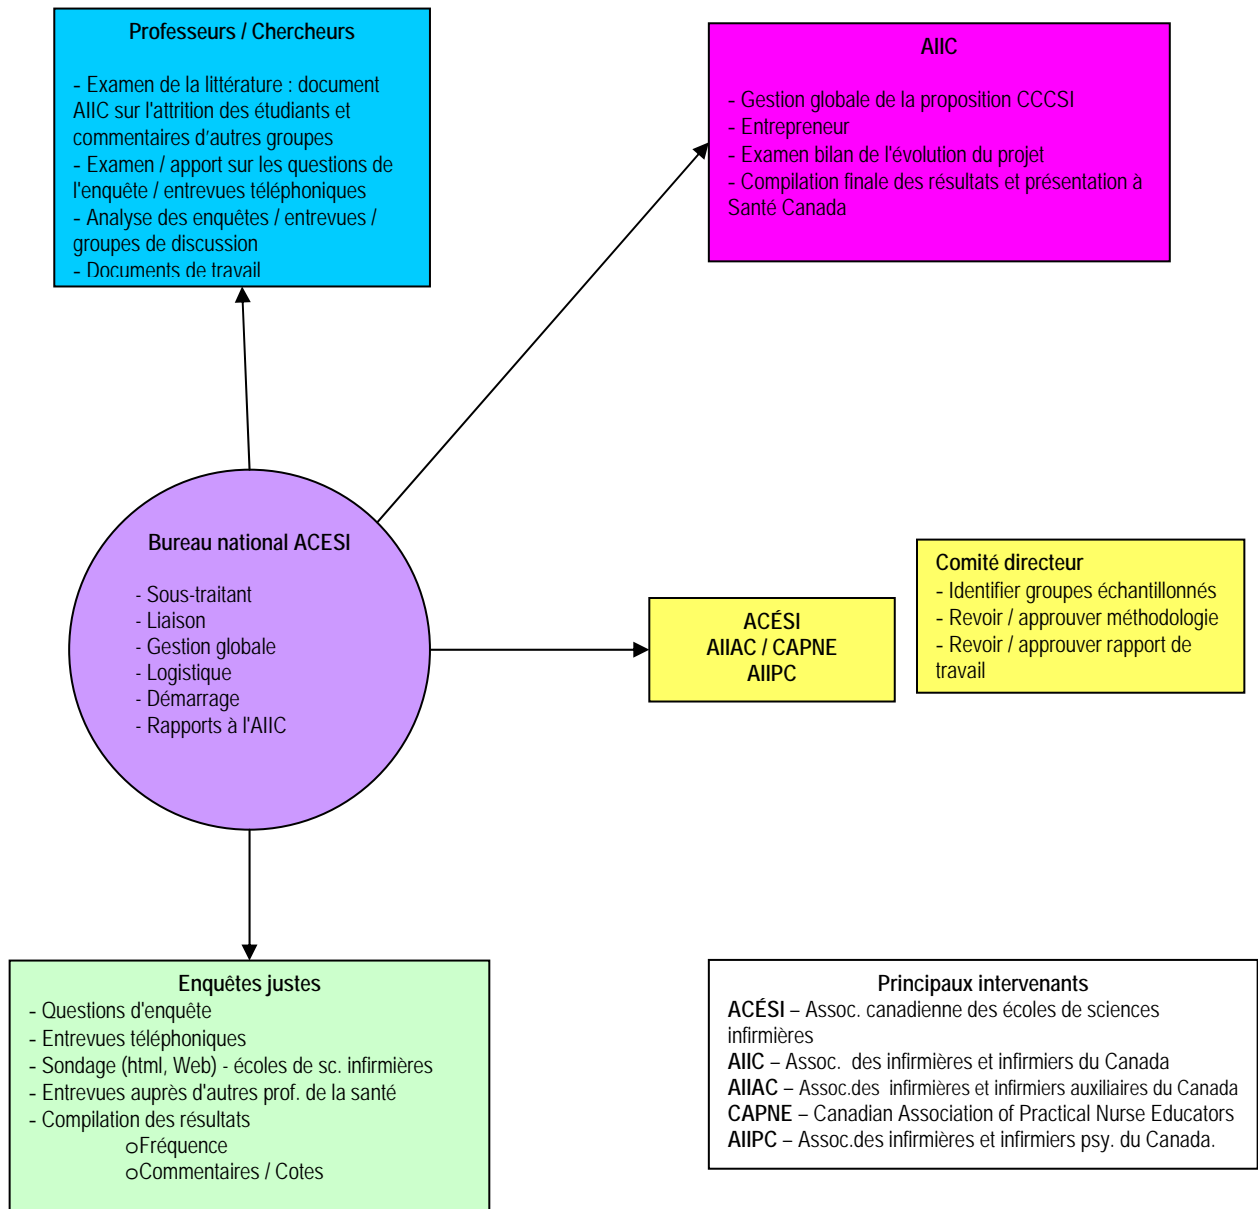 Professeurs / Chercheurs
- Examen de la littérature : document
AIIC sur l'attrition des étudiants et
commentaires d'autres groupes
- Examen / apport sur les questions de
l'enquête / entrevues téléphoniques
- Analyse des enquêtes / entrevues /
groupes de discussion
- Documents de travail
AIIC
- Gestion globale de la proposition CCCSI
- Entrepreneur
- Examen bilan de l'évolution du projet
- Compilation finale des résultats et présentation à
Santé Canada
Bureau national ACESI
- Sous-traitant
- Liaison
- Gestion globale
- Logistique
- Démarrage
- Rapports à l'AIIC
ACÉSI
AIIAC / CAPNE
AIIPC
Comité directeur
- Identifier groupes échantillonnés
- Revoir / approuver méthodologie
- Revoir / approuver rapport de
travail
Enquêtes justes
- Questions d'enquête
- Entrevues téléphoniques
- Sondage (html, Web) - écoles de sc. infirmières
- Entrevues auprès d'autres prof. de la santé
- Compilation des résultats
o Fréquence
o Commentaires / Cotes
Principaux intervenants
ACÉSI – Assoc. canadienne des écoles de sciences
infirmières
AIIC – Assoc. des infirmières et infirmiers du Canada
AIIAC – Assoc.des infirmières et infirmiers auxiliaires du Canada
CAPNE – Canadian Association of Practical Nurse Educators
AIIPC – Assoc.des infirmières et infirmiers psy. du Canada.